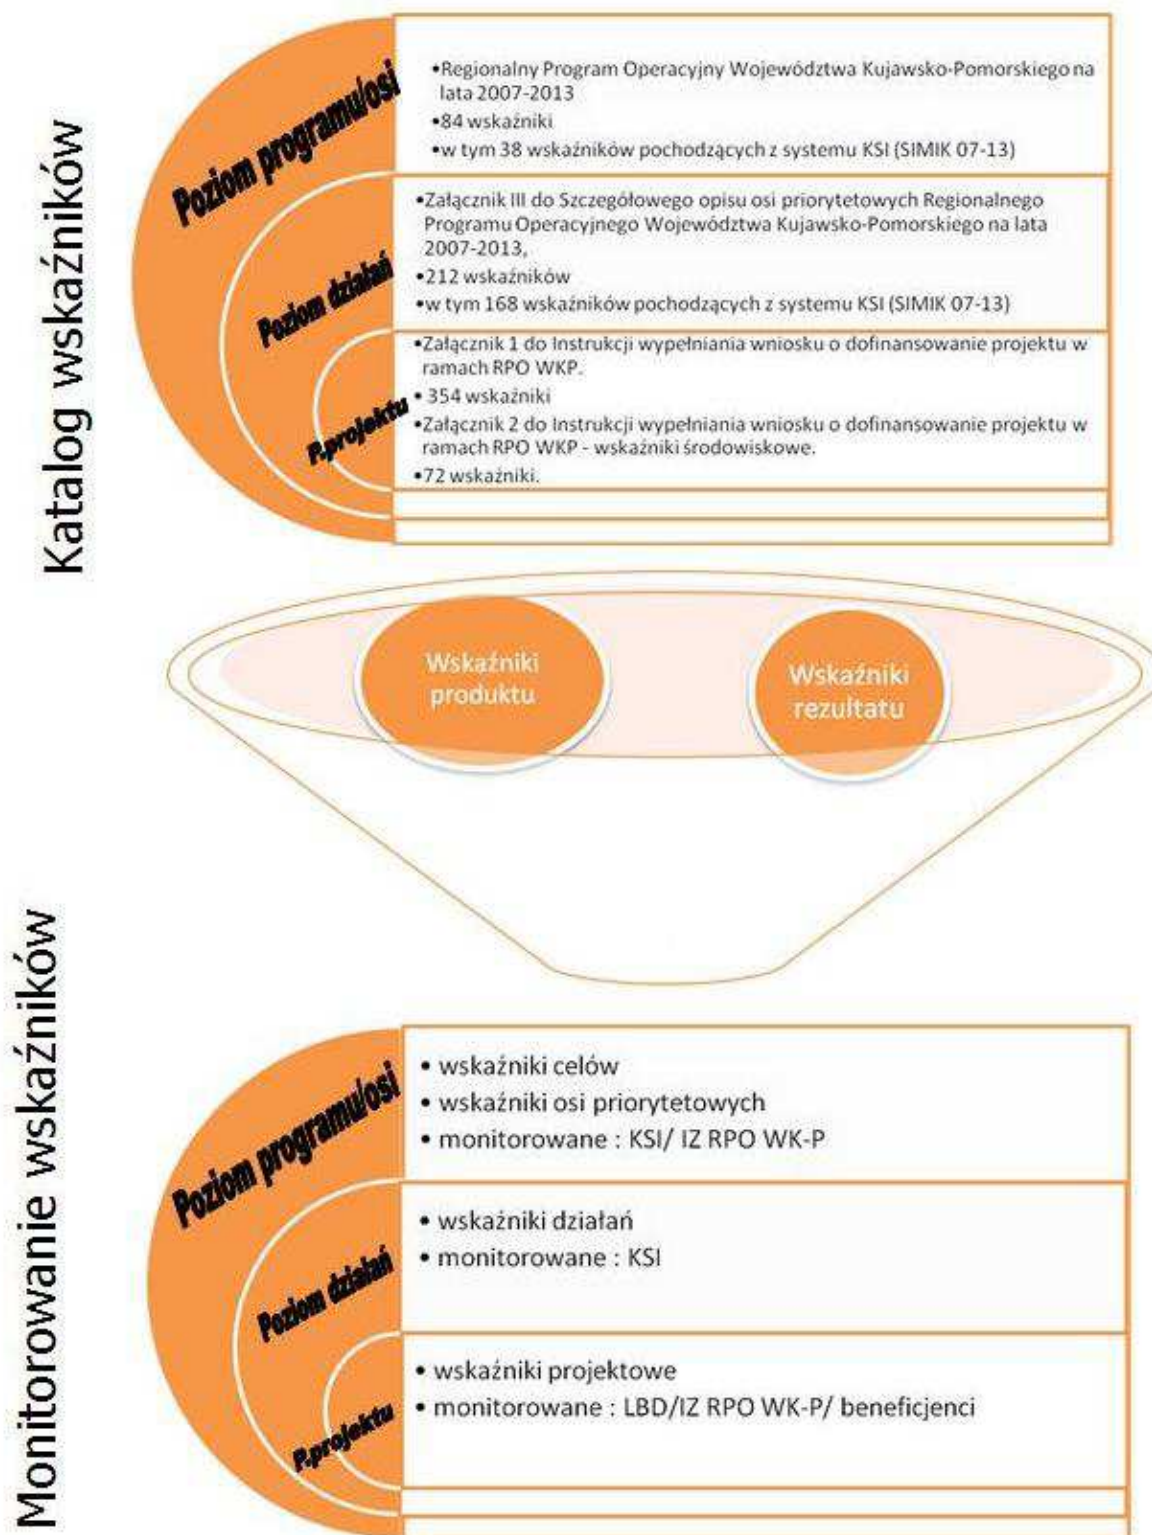 Katalog wskaźników
Poziom programu/osi
•Regionalny Program Operacyjny Województwa Kujawsko-Pomorskiego na
lata 2007-2013
•84 wskaźniki
•w tym 38 wskaźników pochodzących z systemu KSI (SIMIK 07-13)
Poziom działań
•Załącznik III do Szczegółowego opisu osi priorytetowych Regionalnego
Programu Operacyjnego Województwa Kujawsko-Pomorskiego na lata
2007-2013,
•212 wskaźników
•w tym 168 wskaźników pochodzących z systemu KSI (SIMIK 07-13)
P.projektu
•Załącznik 1 do Instrukcji wypełniania wniosku o dofinansowanie projektu w
ramach RPO WKP.
• 354 wskaźniki
•Załącznik 2 do Instrukcji wypełniania wniosku o dofinansowanie projektu w
ramach RPO WKP - wskaźniki środowiskowe.
•72 wskaźniki.
Wskaźniki
produktu
Wskaźniki
rezultatu
Monitorowanie wskaźników
Poziom programu/osi
• wskaźniki celów
• wskaźniki osi priorytetowych
• monitorowane : KSI/ IZ RPO WK-P
Poziom działań
• wskaźniki działań
• monitorowane : KSI
P.projektu
• wskaźniki projektowe
• monitorowane : LBD/IZ RPO WK-P/ beneficjenci